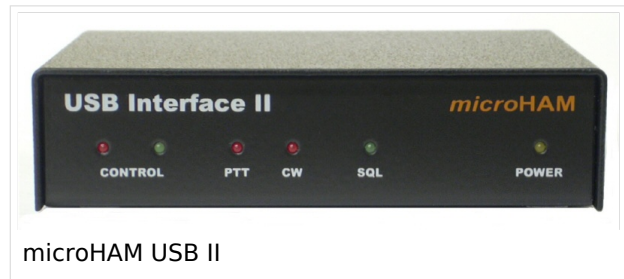 USB Interface II microHAM
CONTROL PTT CW SQL POWER
microHAM USB II